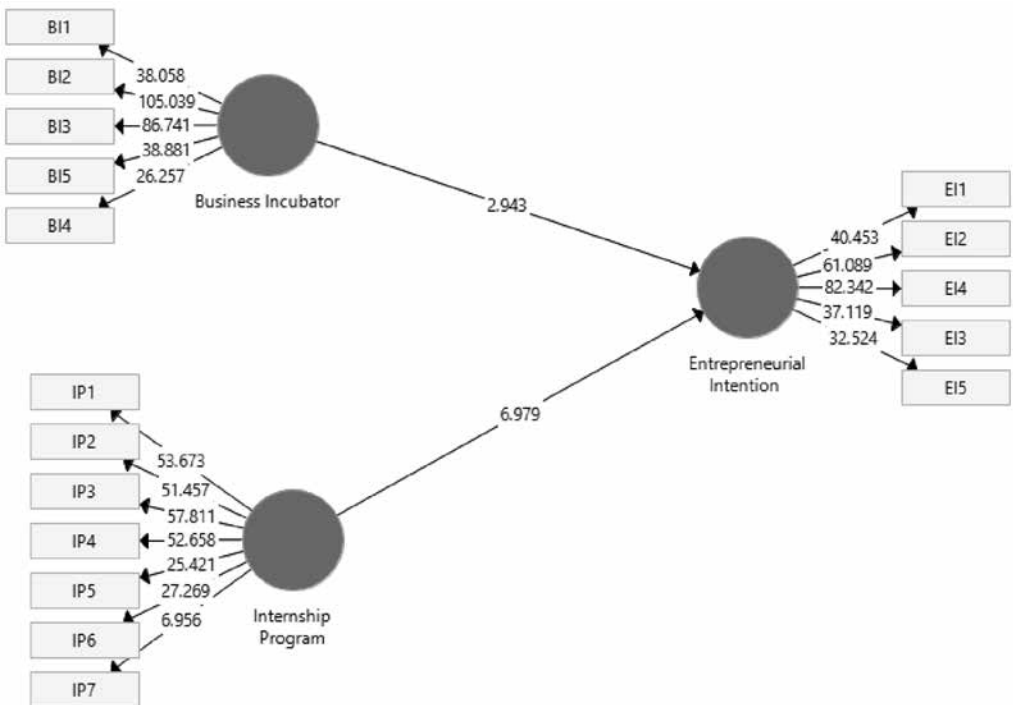 BI1
BI2
BI3
BI5
BI4
38.058
105.039
86.741
38.881
26.257
Business Incubator
2.943
EI1
EI2
EI4
EI3
EI5
40.453
61.089
82.342
37.119
32.524
Entrepreneurial
Intention
6.979
IP1
IP2
IP3
IP4
IP5
IP6
IP7
53.673
51.457
57.811
52.658
25.421
27.269
6.956
Internship
Program